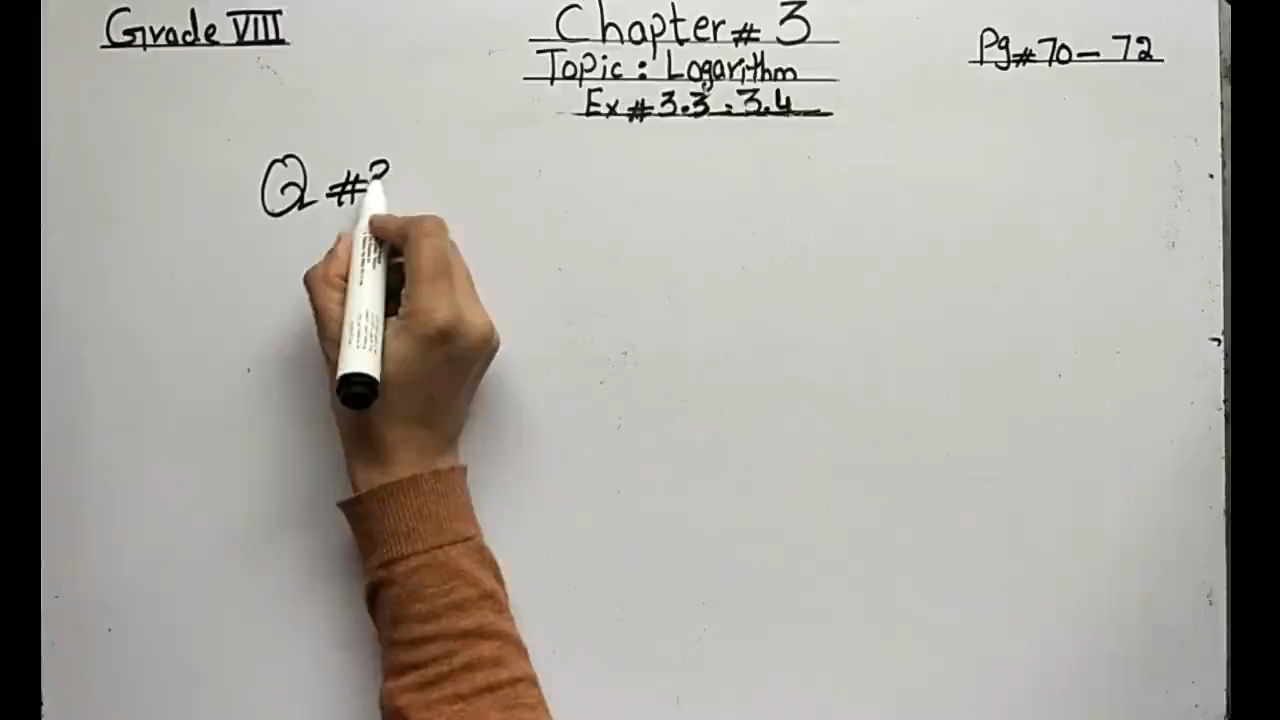 Grade VIII
Chapter # 3
Topic : Logarithm
Ex # 3.3 , 3.4
Pg # 70 – 72
Q #